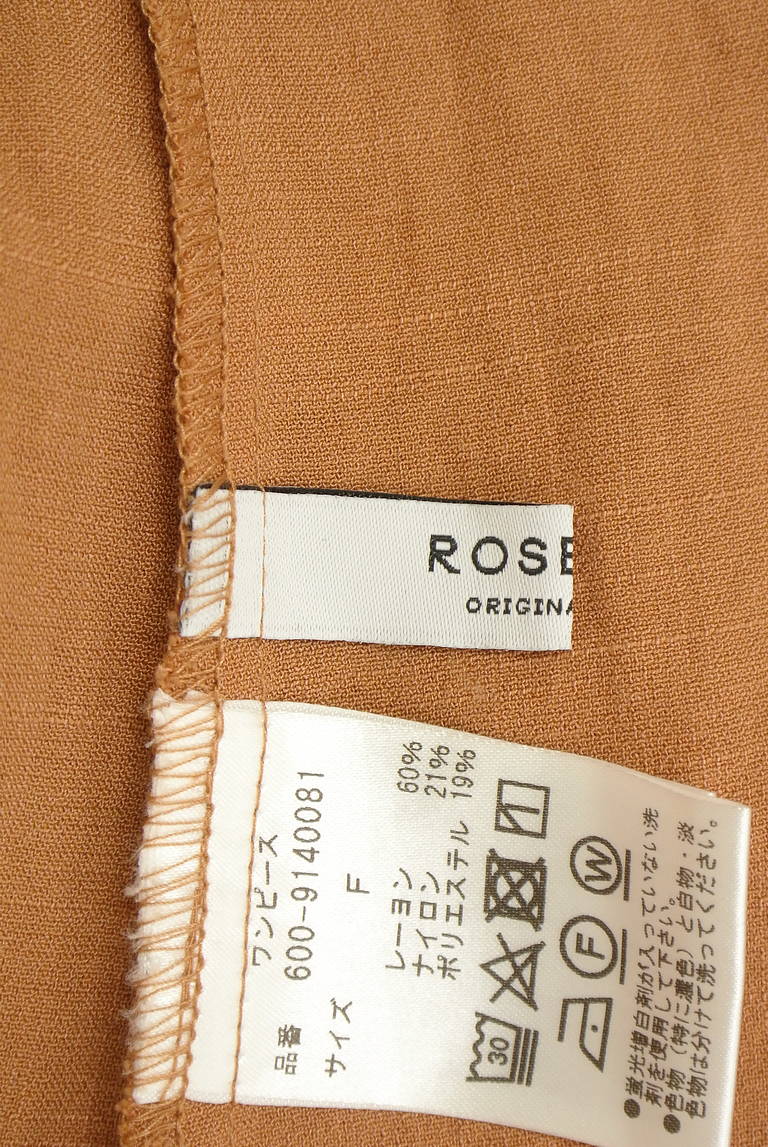 ROSE
ORIGINA
ワンピース
品番 600-9140081
サイズ F
レーヨン 60%
ナイロン 21%
ポリエステル 19%
30
F
W
●蛍光増白剤が入っていない洗
剤を使用して下さい。
●色物（特に濃色）と白物・淡
色物は分けて洗ってください。